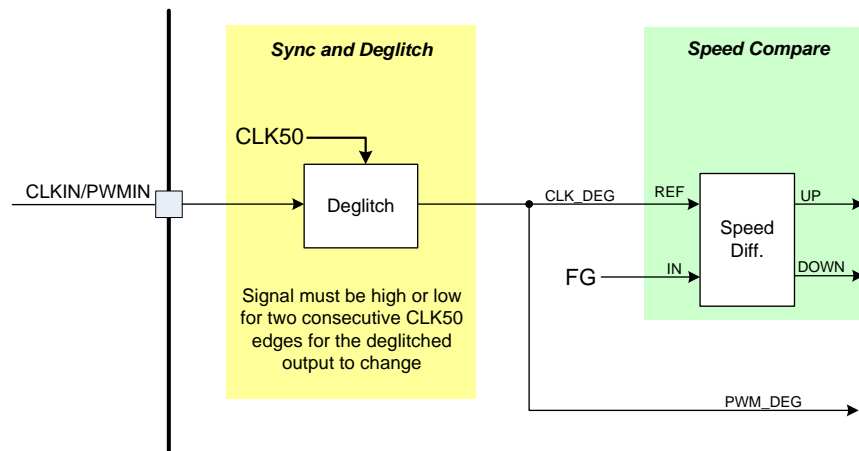 Sync and Deglitch
Speed Compare
CLK50
CLKIN/PWMIN
Deglitch
CLK_DEG
REF
UP
Speed
Diff.
FG
IN
DOWN
Signal must be high or low
for two consecutive CLK50
edges for the deglitched
output to change
PWM_DEG